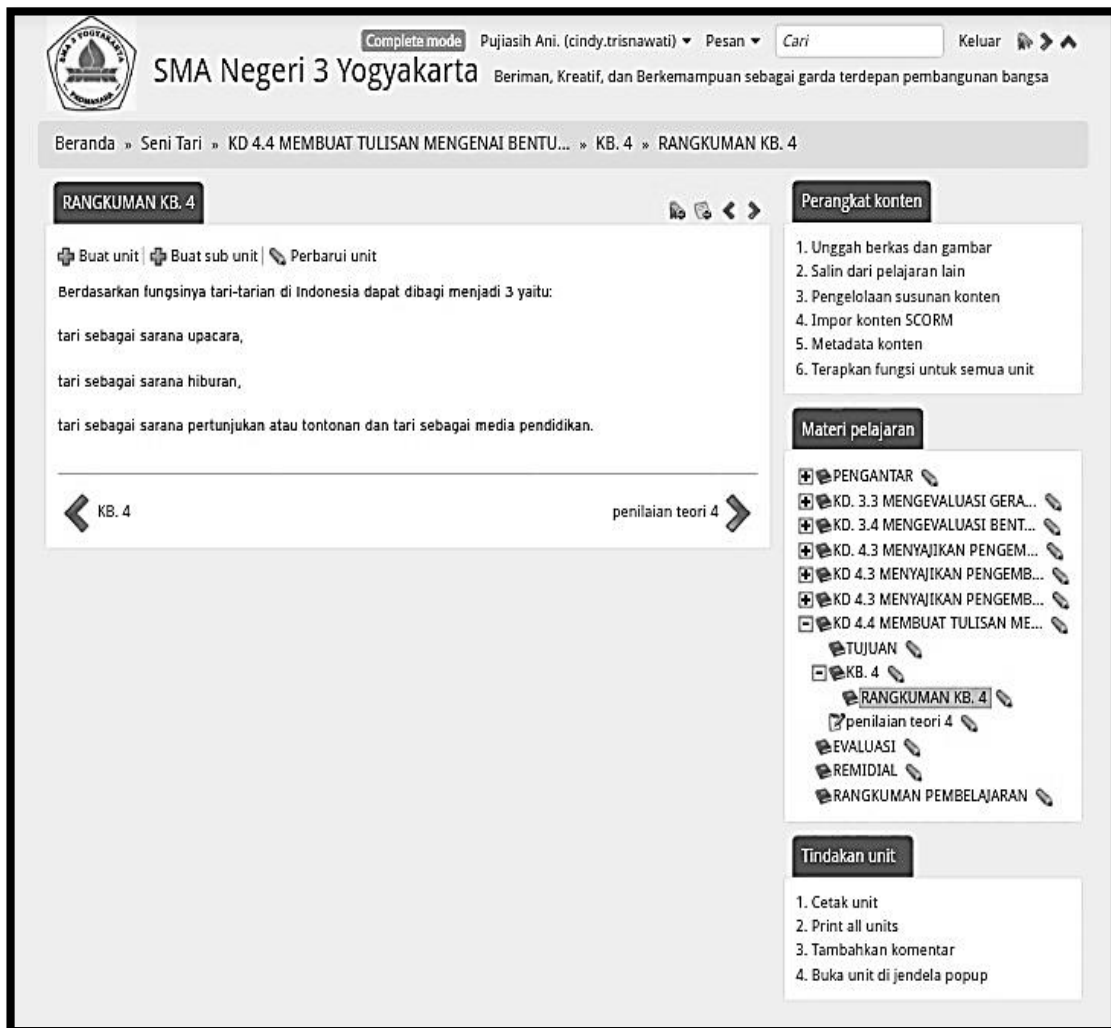 SMA 3 YOGYAKARTA
PADMANABA
Complete mode Pujiasih Ani. (cindy.trisnawati) Pesan Cari Keluar
SMA Negeri 3 Yogyakarta Beriman, Kreatif, dan Berkemampuan sebagai garda terdepan pembangunan bangsa
Beranda » Seni Tari » KD 4.4 MEMBUAT TULISAN MENGENAI BENTU... » KB. 4 » RANGKUMAN KB. 4
RANGKUMAN KB. 4
Buat unit | Buat sub unit | Perbarui unit
Berdasarkan fungsinya tari-tarian di Indonesia dapat dibagi menjadi 3 yaitu:
tari sebagai sarana upacara,
tari sebagai sarana hiburan,
tari sebagai sarana pertunjukan atau tontonan dan tari sebagai media pendidikan.
KB. 4 penilaian teori 4
Perangkat konten
1. Unggah berkas dan gambar
2. Salin dari pelajaran lain
3. Pengelolaan susunan konten
4. Impor konten SCORM
5. Metadata konten
6. Terapkan fungsi untuk semua unit
Materi pelajaran
PENGANTAR
KD. 3.3 MENGEVALUASI GERA...
KD. 3.4 MENGEVALUASI BENT...
KD. 4.3 MENYAJIKAN PENGEM...
KD 4.3 MENYAJIKAN PENGEMB...
KD 4.3 MENYAJIKAN PENGEMB...
KD 4.4 MEMBUAT TULISAN ME...
TUJUAN
KB. 4
RANGKUMAN KB. 4
penilaian teori 4
EVALUASI
REMIDIAL
RANGKUMAN PEMBELAJARAN
Tindakan unit
1. Cetak unit
2. Print all units
3. Tambahkan komentar
4. Buka unit di jendela popup